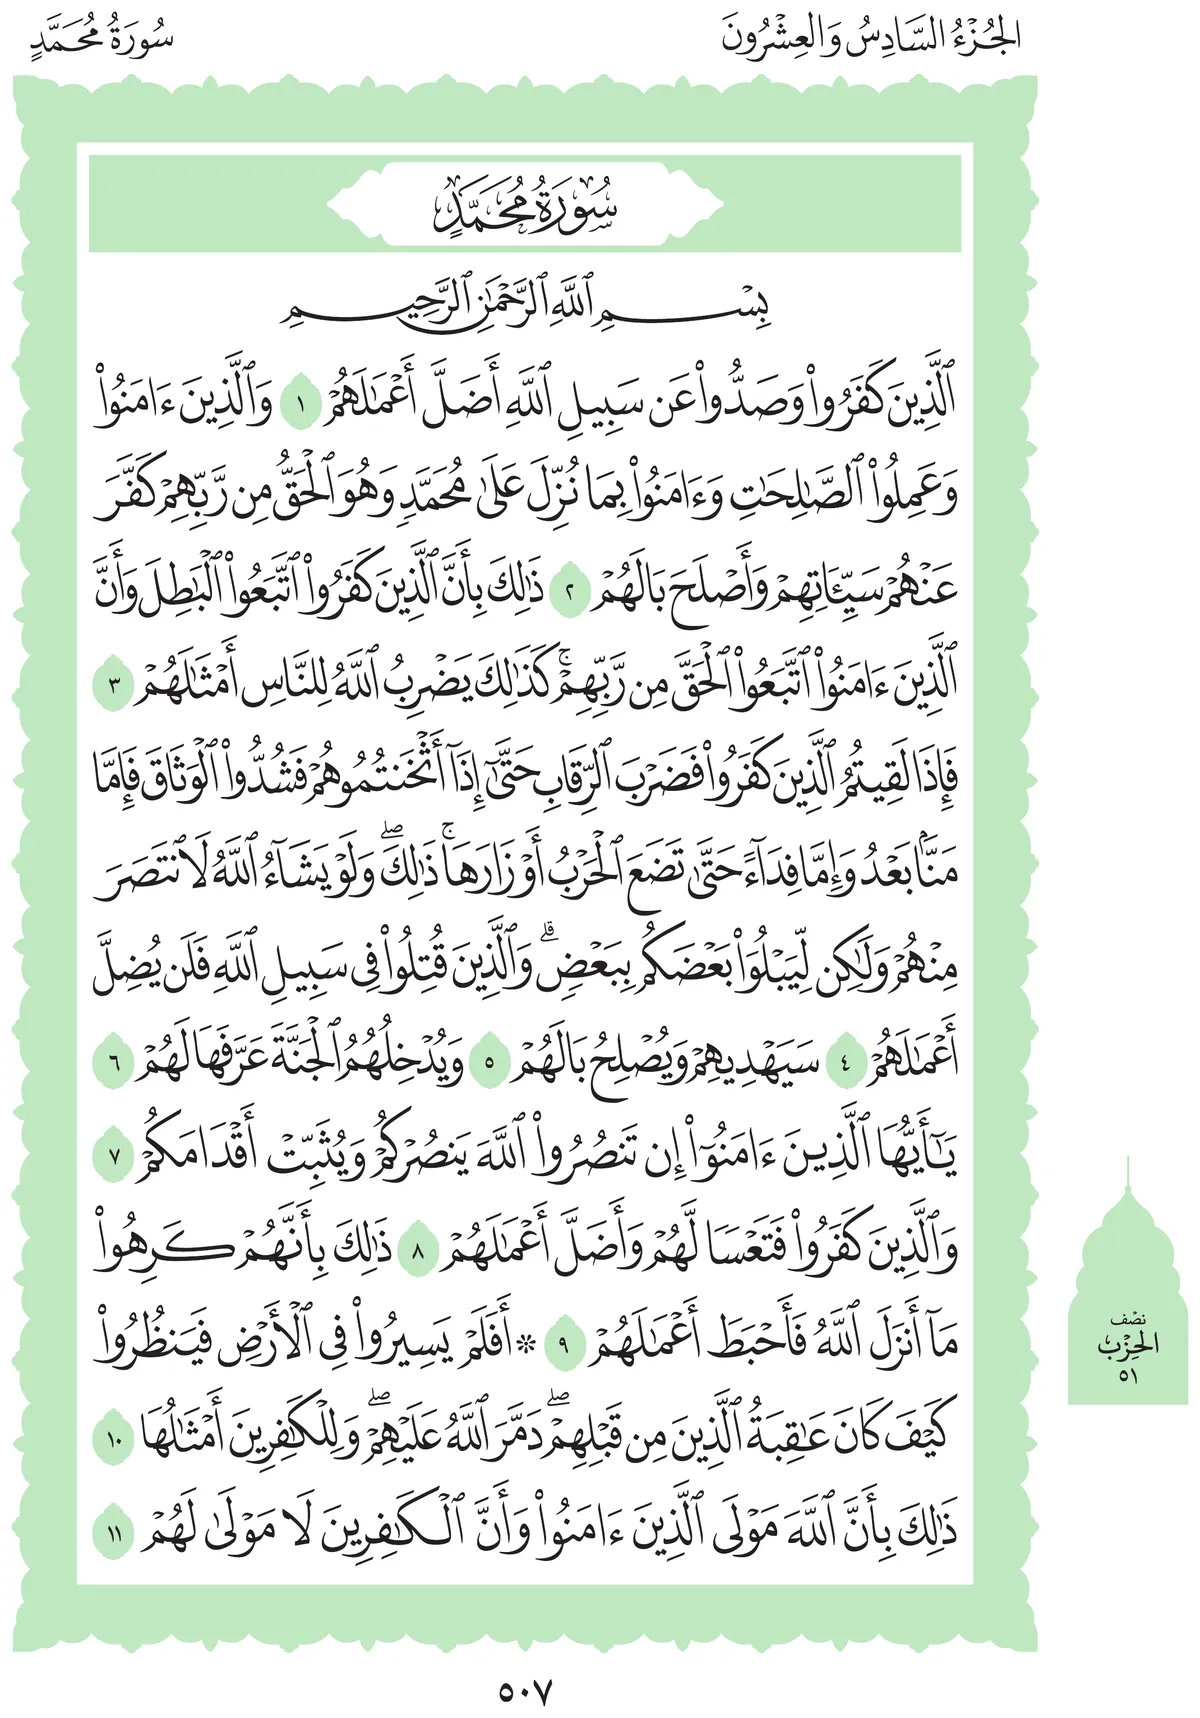 الجُزْءُ السَّادِسُ وَالعِشْرُونَ
سُورَةُ مُحَمَّدٍ
سُورَةُ مُحَمَّدٍ
بِسْمِ ٱللَّهِ ٱلرَّحْمَٰنِ ٱلرَّحِيمِ
ٱلَّذِينَ كَفَرُواْ وَصَدُّواْ عَن سَبِيلِ ٱللَّهِ أَضَلَّ أَعْمَٰلَهُمْ ١ وَٱلَّذِينَ ءَامَنُواْ
وَعَمِلُواْ ٱلصَّٰلِحَٰتِ وَءَامَنُواْ بِمَا نُزِّلَ عَلَىٰ مُحَمَّدٖ وَهُوَ ٱلْحَقُّ مِن رَّبِّهِمْ كَفَّرَ
عَنْهُمْ سَيِّـَٔاتِهِمْ وَأَصْلَحَ بَالَهُمْ ٢ ذَٰلِكَ بِأَنَّ ٱلَّذِينَ كَفَرُواْ ٱتَّبَعُواْ ٱلْبَٰطِلَ وَأَنَّ
ٱلَّذِينَ ءَامَنُواْ ٱتَّبَعُواْ ٱلْحَقَّ مِن رَّبِّهِمْۚ كَذَٰلِكَ يَضْرِبُ ٱللَّهُ لِلنَّاسِ أَمْثَٰلَهُمْ ٣
فَإِذَا لَقِيتُمُ ٱلَّذِينَ كَفَرُواْ فَضَرْبَ ٱلرِّقَابِ حَتَّىٰٓ إِذَآ أَثْخَنتُمُوهُمْ فَشُدُّواْ ٱلْوَثَاقَ فَإِمَّا
مَنَّۢا بَعْدُ وَإِمَّا فِدَآءً حَتَّىٰ تَضَعَ ٱلْحَرْبُ أَوْزَارَهَاۚ ذَٰلِكَۖ وَلَوْ يَشَآءُ ٱللَّهُ لَٱنتَصَرَ
مِنْهُمْ وَلَٰكِن لِّيَبْلُوَاْ بَعْضَكُم بِبَعْضٖۗ وَٱلَّذِينَ قُتِلُواْ فِى سَبِيلِ ٱللَّهِ فَلَن يُضِلَّ
أَعْمَٰلَهُمْ ٤ سَيَهْدِيهِمْ وَيُصْلِحُ بَالَهُمْ ٥ وَيُدْخِلُهُمُ ٱلْجَنَّةَ عَرَّفَهَا لَهُمْ ٦
يَٰٓأَيُّهَا ٱلَّذِينَ ءَامَنُوٓاْ إِن تَنصُرُواْ ٱللَّهَ يَنصُرْكُمْ وَيُثَبِّتْ أَقْدَامَكُمْ ٧
وَٱلَّذِينَ كَفَرُواْ فَتَعْسٗا لَّهُمْ وَأَضَلَّ أَعْمَٰلَهُمْ ٨ ذَٰلِكَ بِأَنَّهُمْ كَرِهُواْ
مَآ أَنزَلَ ٱللَّهُ فَأَحْبَطَ أَعْمَٰلَهُمْ ٩ ۞ أَفَلَمْ يَسِيرُواْ فِى ٱلْأَرْضِ فَيَنظُرُواْ
كَيْفَ كَانَ عَٰقِبَةُ ٱلَّذِينَ مِن قَبْلِهِمْۖ دَمَّرَ ٱللَّهُ عَلَيْهِمْۖ وَلِلْكَٰفِرِينَ أَمْثَٰلُهَا ١٠
ذَٰلِكَ بِأَنَّ ٱللَّهَ مَوْلَى ٱلَّذِينَ ءَامَنُواْ وَأَنَّ ٱلْكَٰفِرِينَ لَا مَوْلَىٰ لَهُمْ ١١
نصْف
الحِزْب
٥١
٥٠٧